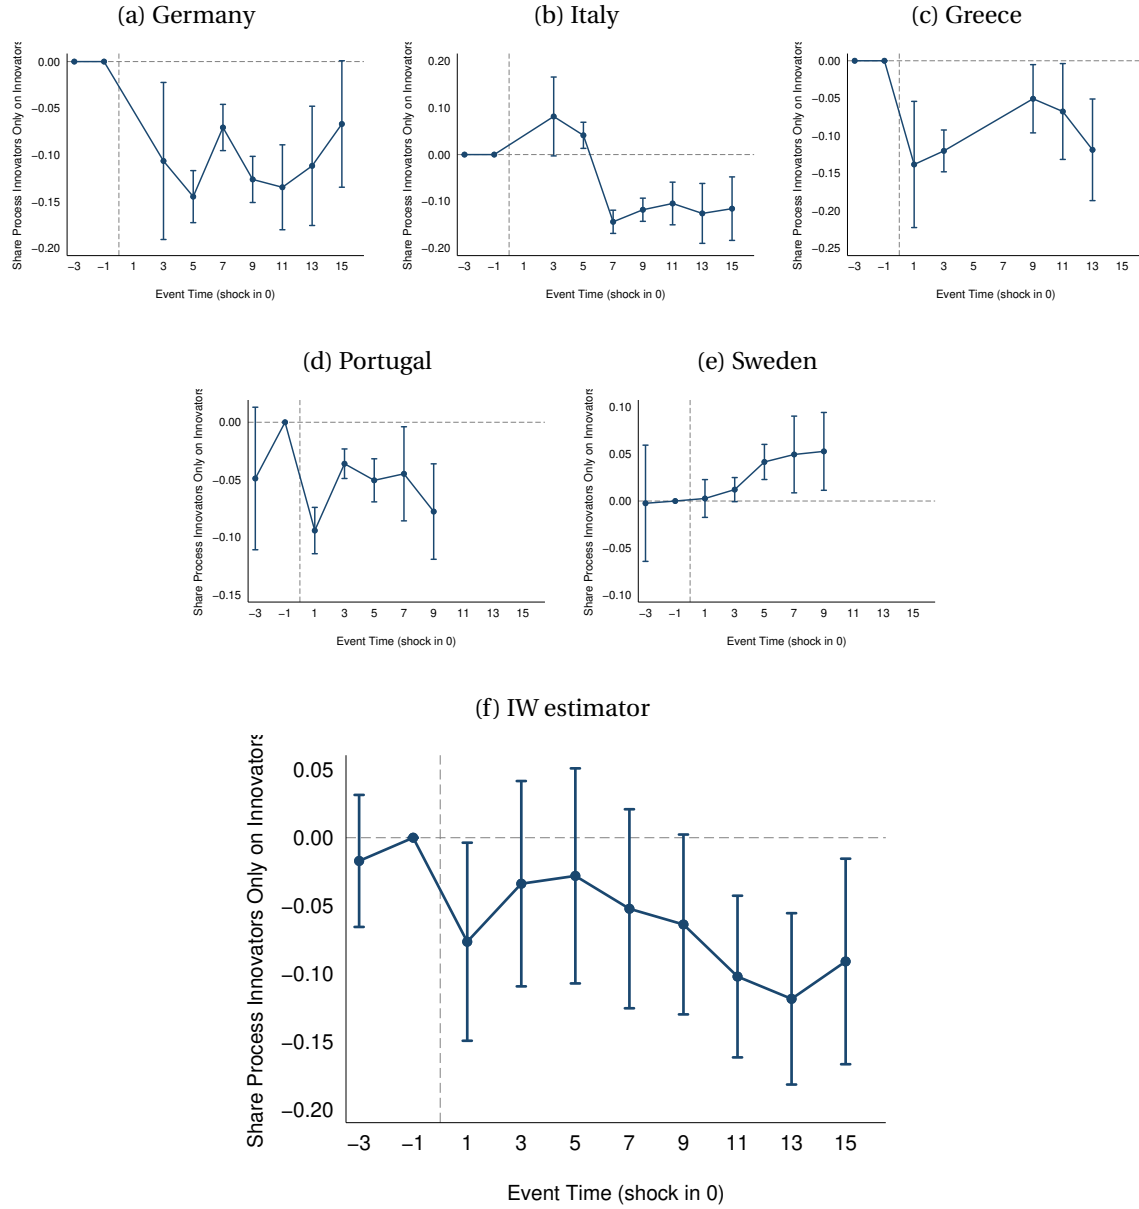 (a) Germany
(b) Italy
(c) Greece
Share Process Innovators Only on Innovators
0.00
−0.05
−0.10
−0.15
−0.20
−3 −1 1 3 5 7 9 11 13 15
Event Time (shock in 0)
Share Process Innovators Only on Innovators
0.20
0.10
0.00
−0.10
−0.20
−3 −1 1 3 5 7 9 11 13 15
Event Time (shock in 0)
Share Process Innovators Only on Innovators
0.00
−0.05
−0.10
−0.15
−0.20
−0.25
−3 −1 1 3 5 7 9 11 13 15
Event Time (shock in 0)
(d) Portugal
(e) Sweden
Share Process Innovators Only on Innovators
0.00
−0.05
−0.10
−0.15
−3 −1 1 3 5 7 9 11 13 15
Event Time (shock in 0)
Share Process Innovators Only on Innovators
0.10
0.05
0.00
−0.05
−0.10
−3 −1 1 3 5 7 9 11 13 15
Event Time (shock in 0)
(f) IW estimator
Share Process Innovators Only on Innovators
0.05
0.00
−0.05
−0.10
−0.15
−0.20
−3 −1 1 3 5 7 9 11 13 15
Event Time (shock in 0)